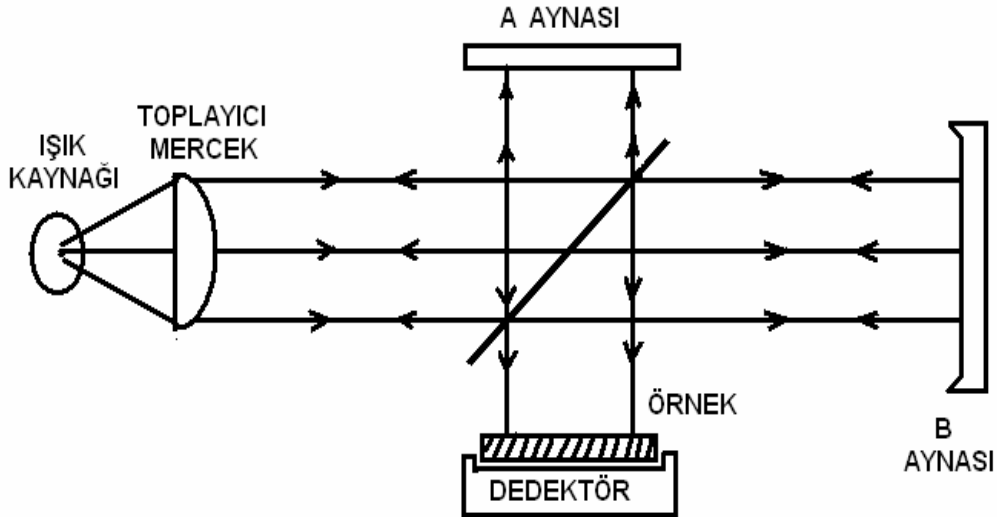 A AYNASI
TOPLAYICI
MERCEK
IŞIK
KAYNAĞI
ÖRNEK
B
AYNASI
DEDEKTÖR